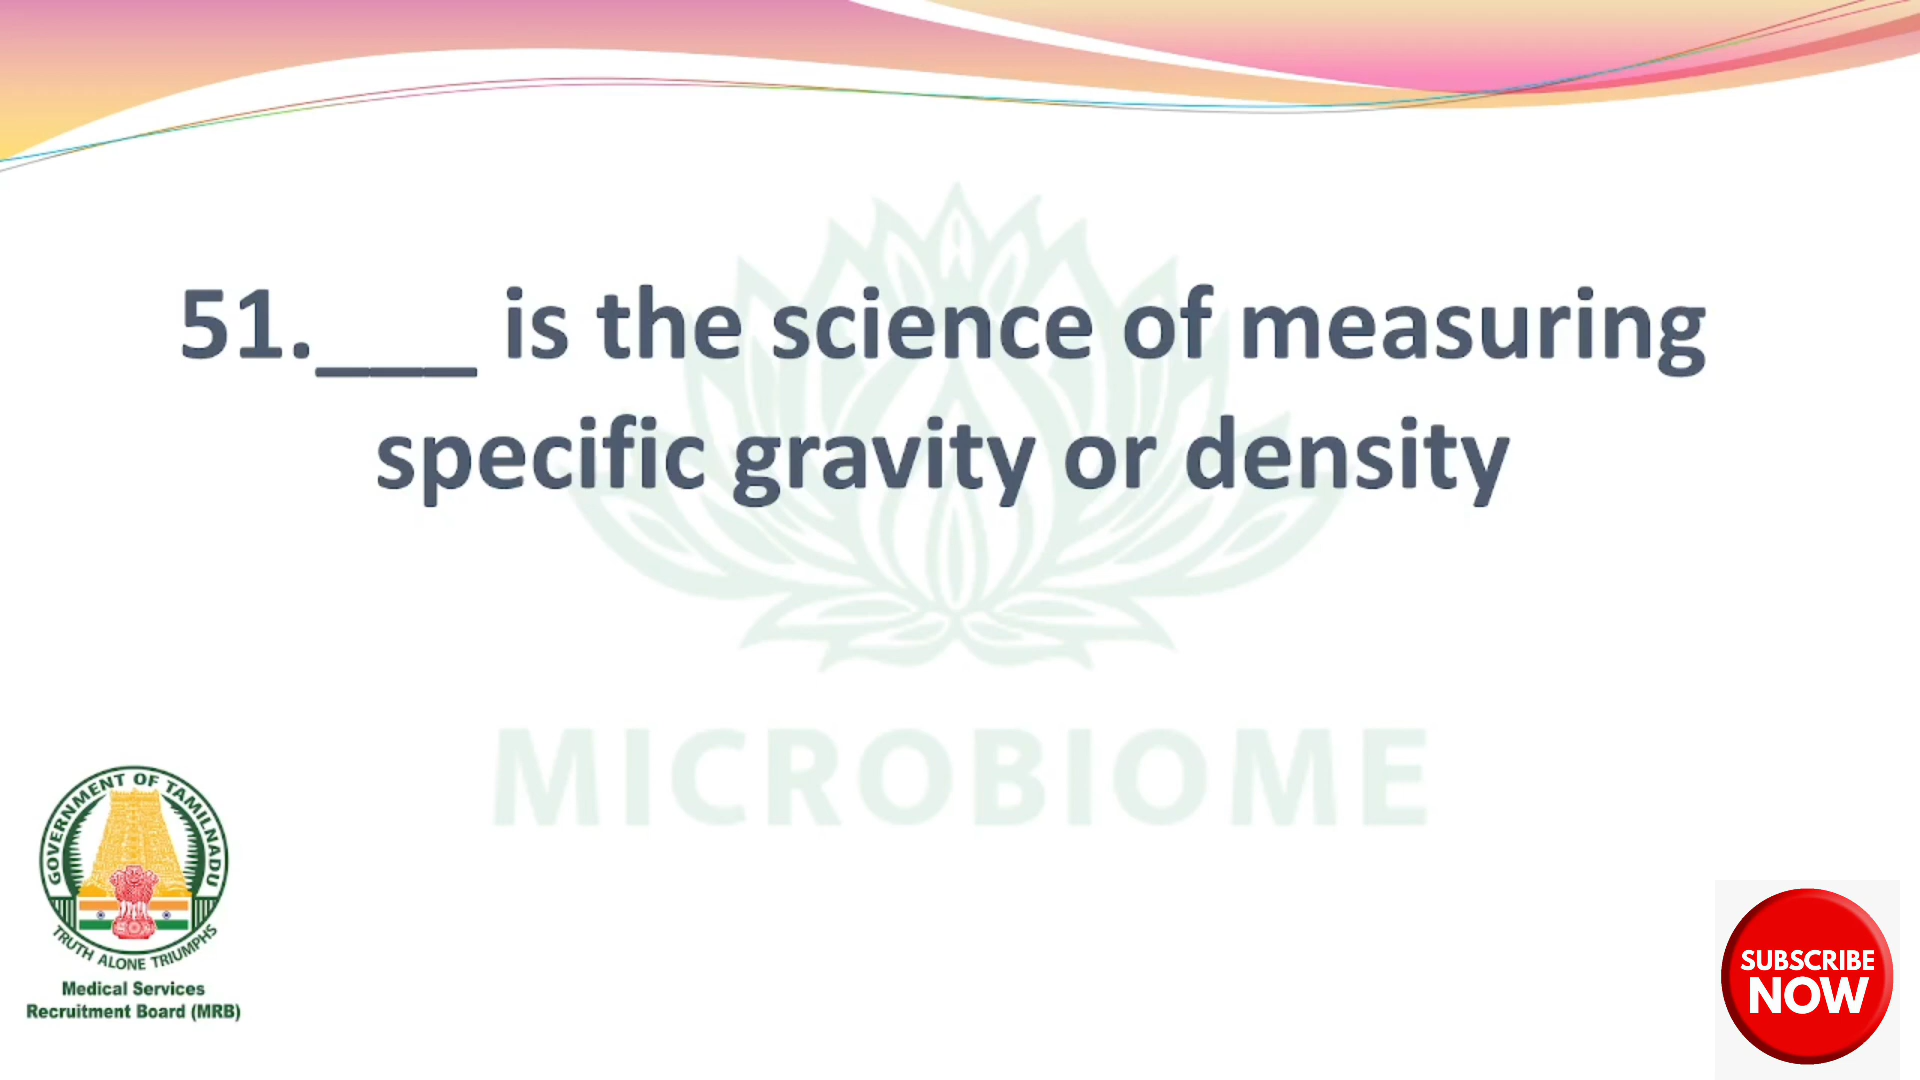 51.___ is the science of measuring
specific gravity or density
MICROBIOME
GOVERNMENT OF TAMILNADU
TRUTH ALONE TRIUMPHS
Medical Services
Recruitment Board (MRB)
SUBSCRIBE
NOW